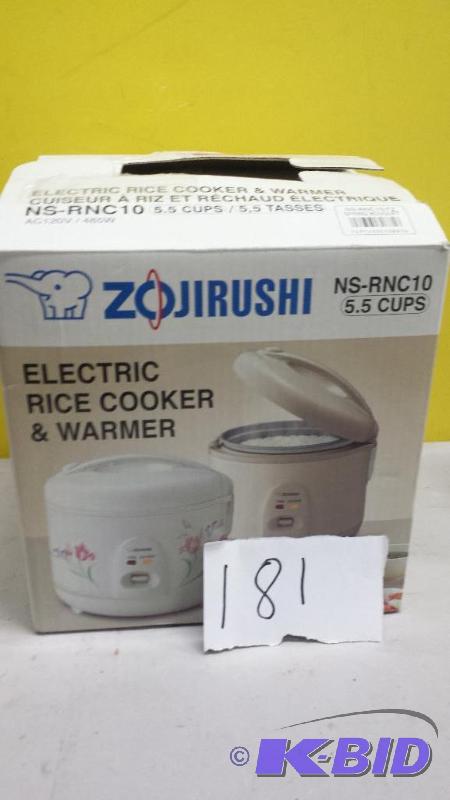 ELECTRIC RICE COOKER & WARMER
CUISEUR À RIZ ET RÉCHAUD ÉLECTRIQUE
NS-RNC10 5.5 CUPS / 5,5 TASSES
AC120V / 485W
ZOJIRUSHI
NS-RNC10
5.5 CUPS
ELECTRIC
RICE COOKER
& WARMER
181
© K-BID